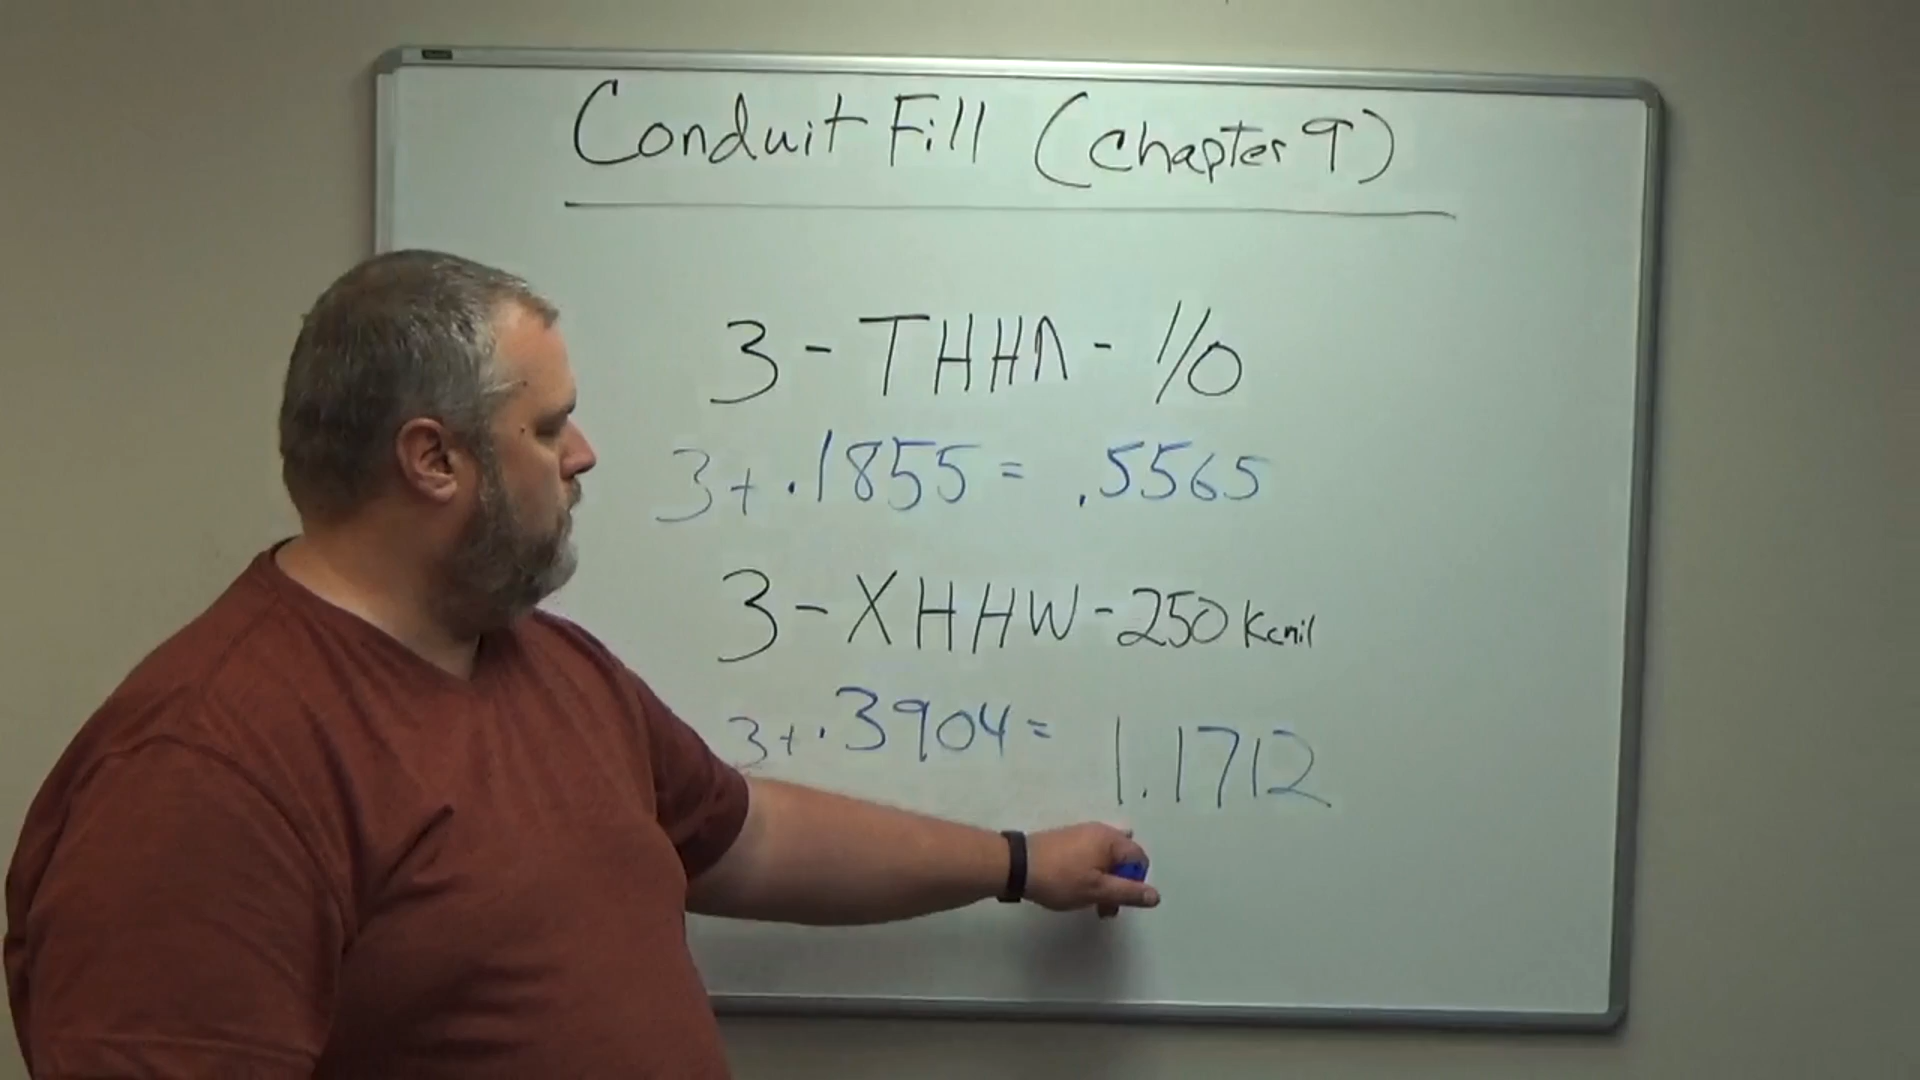 Conduit Fill (Chapter 9)
3 - THHN - 1/0
3 + .1855 = .5565
3 - XHHW - 250 Kcmil
3 + .3904 = 1.1712